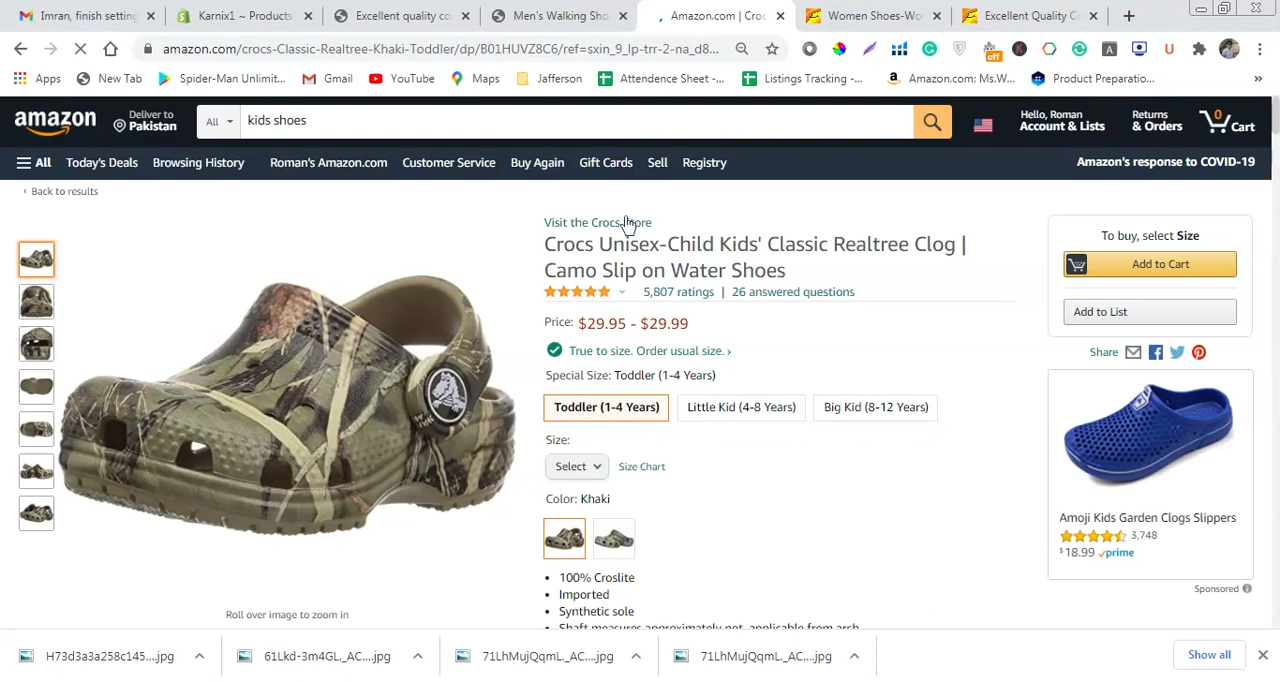 Imran, finish setting
Karnix1 ~ Products
Excellent quality co
Men's Walking Sho
Amazon.com | Croc
Women Shoes-Wo
Excellent Quality Co
amazon.com/crocs-Classic-Realtree-Khaki-Toddler/dp/B01HUVZ8C6/ref=sxin_9_lp-trr-2-na_d8...
off
Apps
New Tab
Spider-Man Unlimit...
Gmail
YouTube
Maps
Jafferson
Attendence Sheet -...
Listings Tracking -...
Amazon.com: Ms.W...
Product Preparatio...
»
amazon
Deliver to
Pakistan
All
kids shoes
Hello, Roman
Account & Lists
Returns
& Orders
0
Cart
All
Today's Deals
Browsing History
Roman's Amazon.com
Customer Service
Buy Again
Gift Cards
Sell
Registry
Amazon's response to COVID-19
‹ Back to results
Visit the Crocs Store
Crocs Unisex-Child Kids' Classic Realtree Clog |
Camo Slip on Water Shoes
5,807 ratings | 26 answered questions
Price: $29.95 - $29.99
True to size. Order usual size. ›
Special Size: Toddler (1-4 Years)
Toddler (1-4 Years)
Little Kid (4-8 Years)
Big Kid (8-12 Years)
Size:
Select
Size Chart
Color: Khaki
• 100% Croslite
• Imported
• Synthetic sole
• Shaft measures approximately not_applicable from arch
Roll over image to zoom in
To buy, select Size
Add to Cart
Add to List
Share
Amoji Kids Garden Clogs Slippers
3,748
$18.99 prime
Sponsored
H73d3a3a258c145....jpg
61Lkd-3m4GL._AC....jpg
71LhMujQqmL._AC....jpg
71LhMujQqmL._AC....jpg
Show all